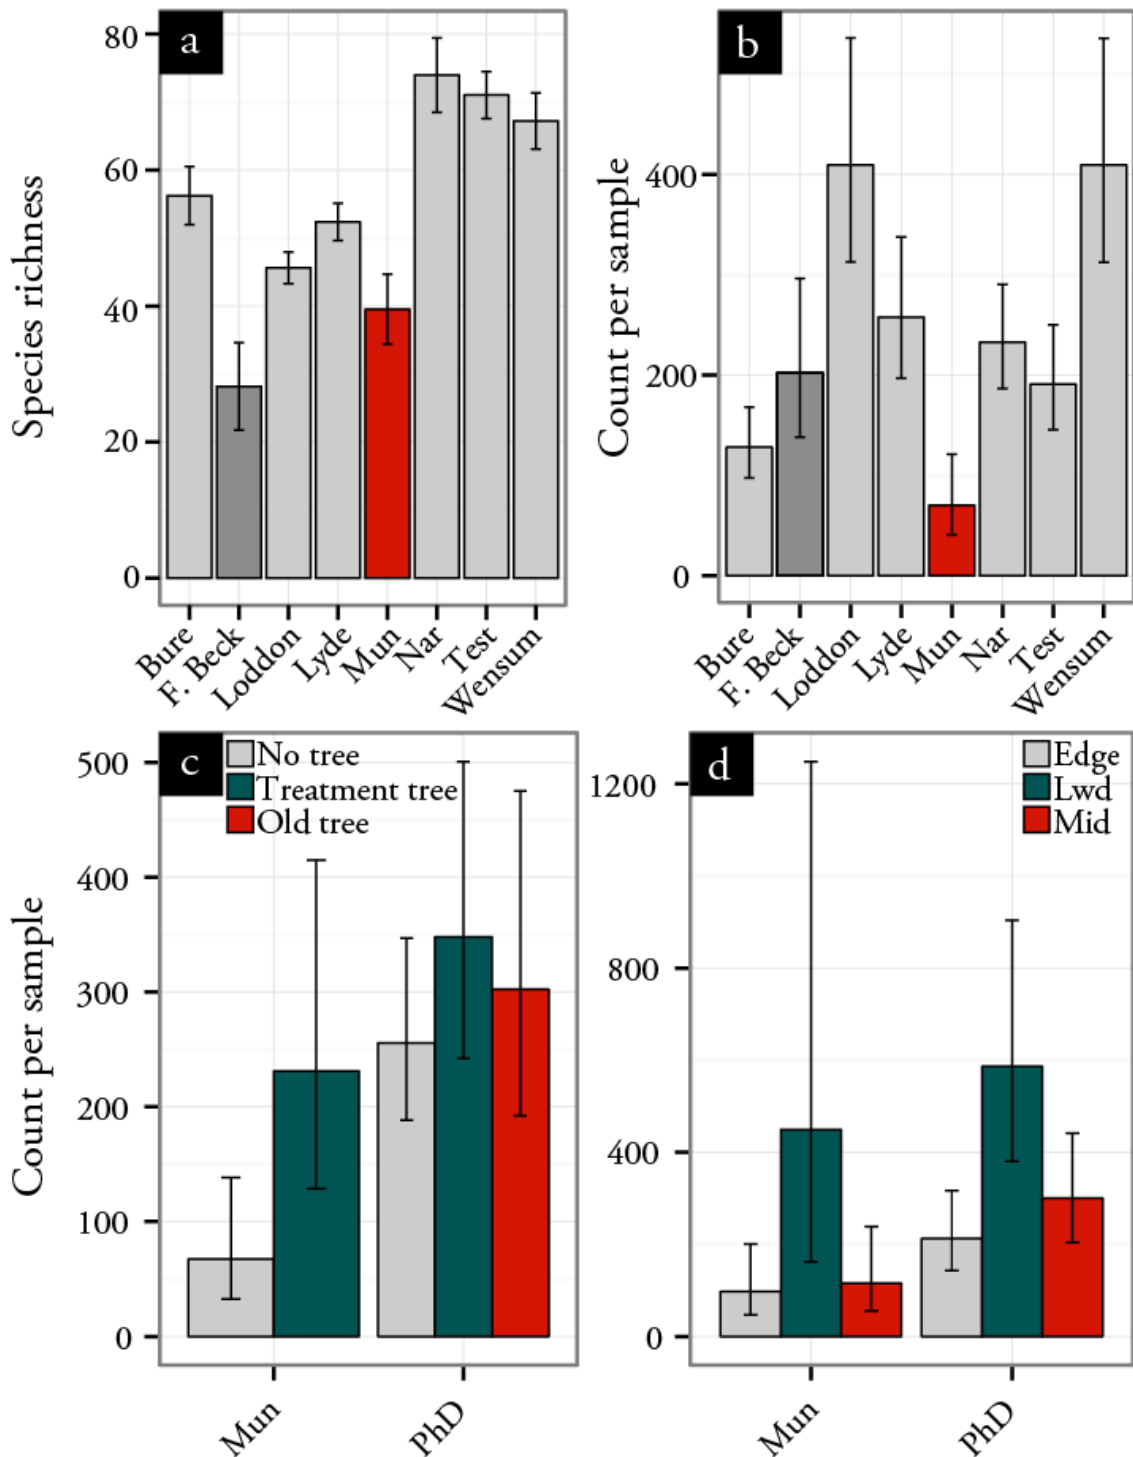 a
Species richness
80
60
40
20
0
Bure
F. Beck
Loddon
Lyde
Mun
Nar
Test
Wensum
b
Count per sample
400
200
0
Bure
F. Beck
Loddon
Lyde
Mun
Nar
Test
Wensum
c
No tree
Treatment tree
Old tree
Count per sample
500
400
300
200
100
0
Mun
PhD
d
Edge
Lwd
Mid
1200
800
400
0
Mun
PhD